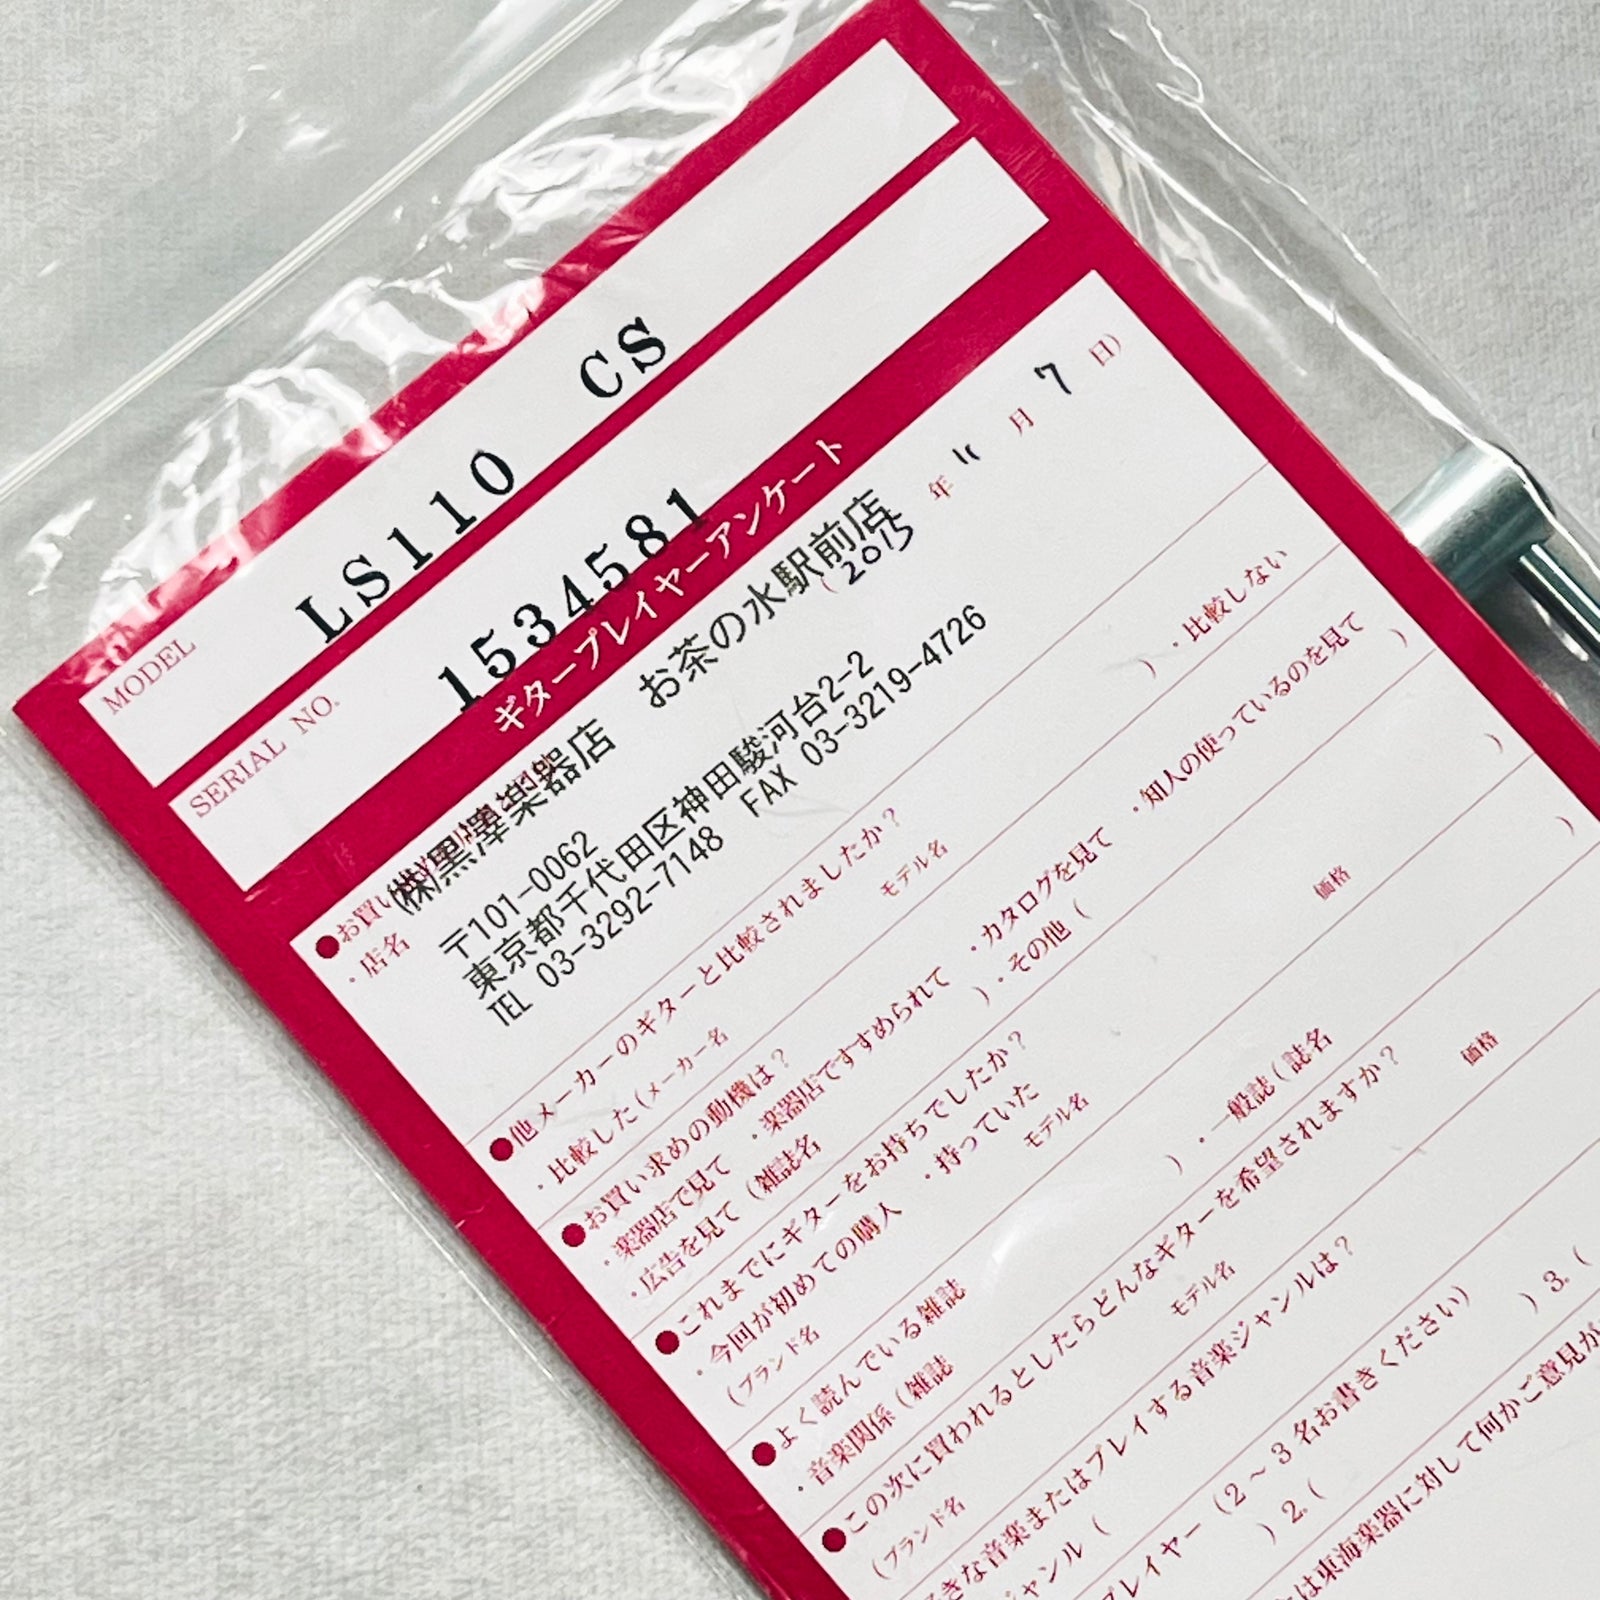 MODEL LS110 CS
SERIAL NO. 1534581
ギタープレイヤーアンケート
●お買い
(2015年11月7日)
・店名
㈱黒澤楽器店 お茶の水駅前店
〒101-0062
東京都千代田区神田駿河台2-2
TEL 03-3292-7148 FAX 03-3219-4726
●他メーカーのギターと比較されましたか?
・比較した(メーカー名 モデル名 )・比較しない
●お買い求めの動機は?
・楽器店で見て ・楽器店ですすめられて ・カタログを見て ・知人の使っているのを見て
・広告を見て(雑誌名 )・その他( )
●これまでにギターをお持ちでしたか?
・今回が初めての購入 ・持っていた
(ブランド名 モデル名 価格 )
●よく読んでいる雑誌
・音楽関係(雑誌 )・一般誌(誌名 )
●この次に買われるとしたらどんなギターを希望されますか?
(ブランド名 モデル名 価格
きな音楽またはプレイする音楽ジャンルは?
ジャンル(
プレイヤー(2〜3名お書きください)
)2.( )3.(
は東海楽器に対して何かご意見が